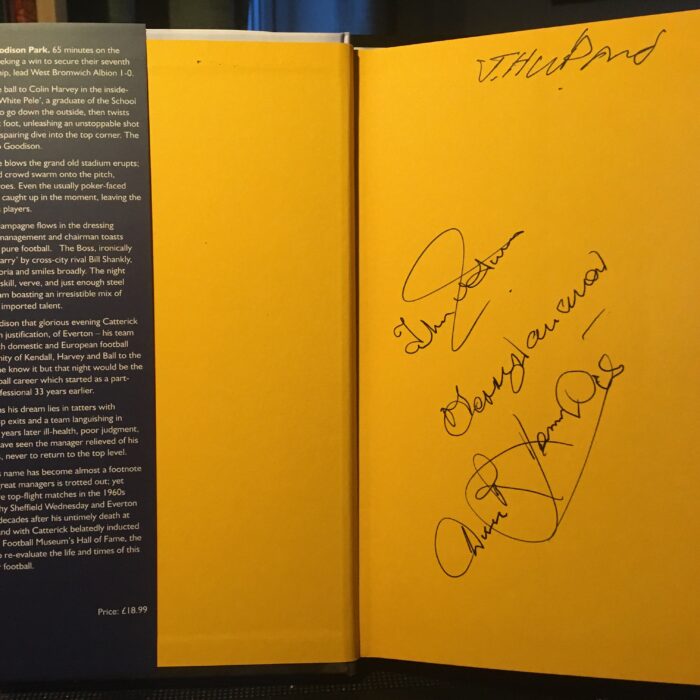 odison Park. 65 minutes on the
eking a win to secure their seventh
ip, lead West Bromwich Albion 1-0.
e ball to Colin Harvey in the inside-
White Pele', a graduate of the School
o go down the outside, then twists
foot, unleashing an unstoppable shot
spairing dive into the top corner. The
Goodison.
e blows the grand old stadium erupts;
d crowd swarm onto the pitch,
oes. Even the usually poker-faced
caught up in the moment, leaving the
players.
ampagne flows in the dressing
management and chairman toasts
pure football. The Boss, ironically
arry' by cross-city rival Bill Shankly,
oria and smiles broadly. The night
skill, verve, and just enough steel
am boasting an irresistible mix of
imported talent.
dison that glorious evening Catterick
n justification, of Everton – his team
h domestic and European football
nity of Kendall, Harvey and Ball to the
e know it but that night would be the
ball career which started as a part-
ofessional 33 years earlier.
as his dream lies in tatters with
p exits and a team languishing in
years later ill-health, poor judgment,
ave seen the manager relieved of his
, never to return to the top level.
s name has become almost a footnote
great managers is trotted out; yet
re top-flight matches in the 1960s
hy Sheffield Wednesday and Everton
decades after his untimely death at
and with Catterick belatedly inducted
Football Museum's Hall of Fame, the
o re-evaluate the life and times of this
football.
Price: £18.99